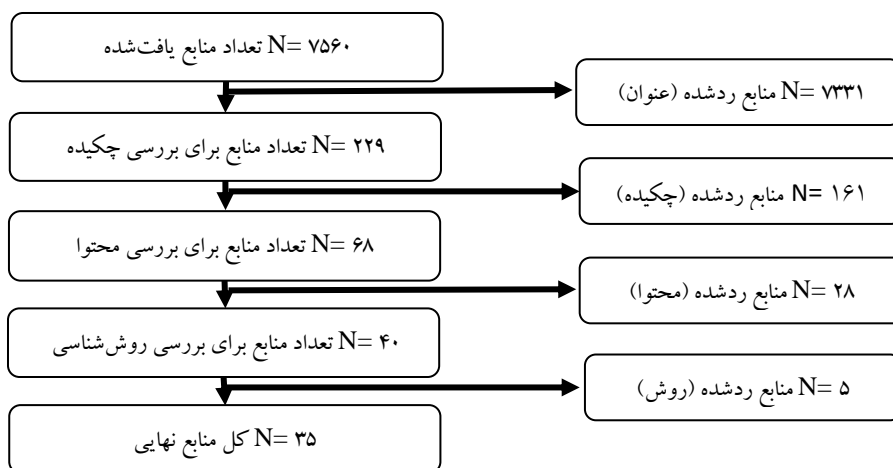 تعداد منابع یافت‌شده N= ۷۵۶۰
منابع ردشده (عنوان) N= ۷۳۳۱
تعداد منابع برای بررسی چکیده N= ۲۲۹
منابع ردشده (چکیده) N= ۱۶۱
تعداد منابع برای بررسی محتوا N= ۶۸
منابع ردشده (محتوا) N= ۲۸
تعداد منابع برای بررسی روش‌شناسی N= ۴۰
منابع ردشده (روش) N= ۵
کل منابع نهایی N= ۳۵